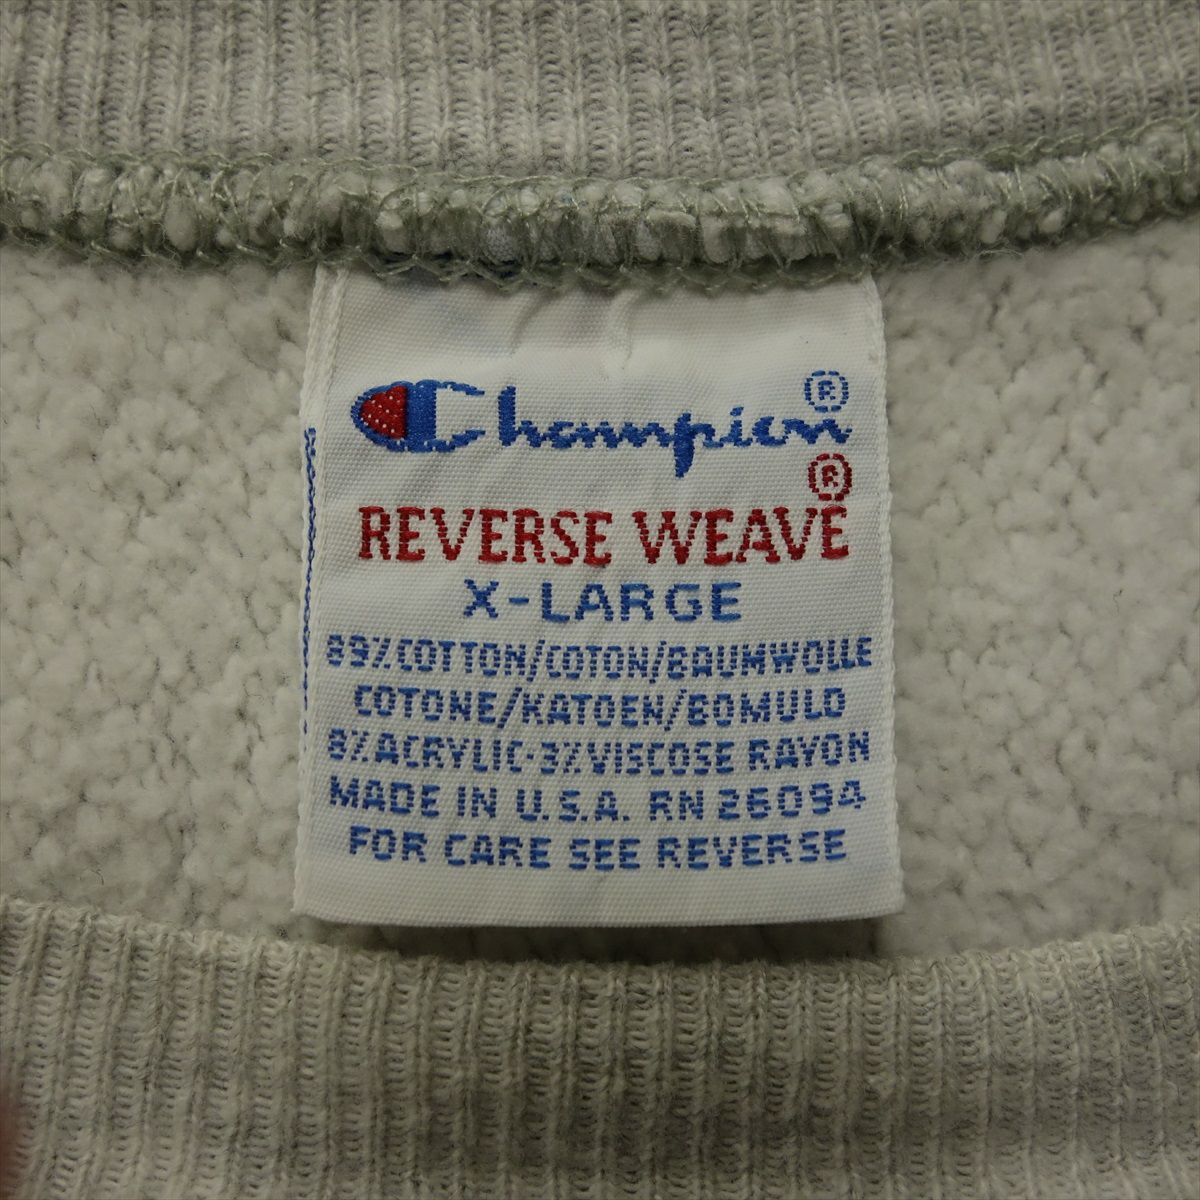 Champion®
REVERSE WEAVE®
X-LARGE
89% COTTON/COTON/BAUMWOLLE
COTONE/KATOEN/BOMULD
8% ACRYLIC-3% VISCOSE RAYON
MADE IN U.S.A. RN 26094
FOR CARE SEE REVERSE